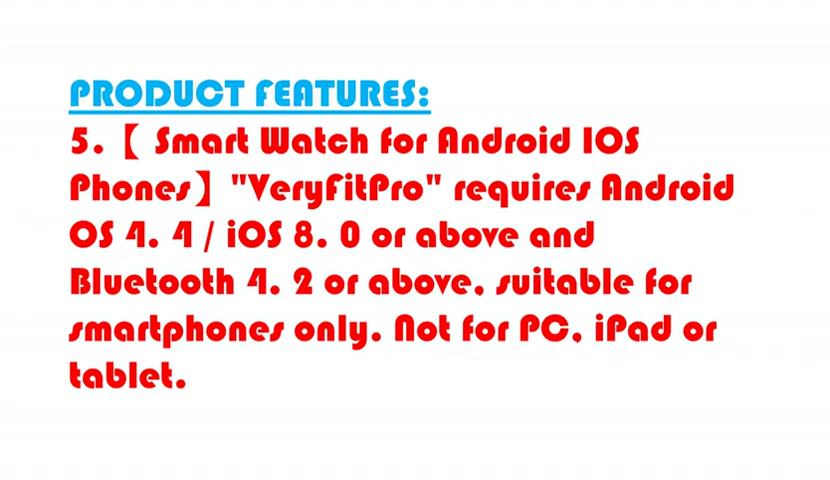 PRODUCT FEATURES:
5.【 Smart Watch for Android IOS
Phones】"VeryFitPro" requires Android
OS 4. 4 / iOS 8. 0 or above and
Bluetooth 4. 2 or above, suitable for
smartphones only. Not for PC, iPad or
tablet.